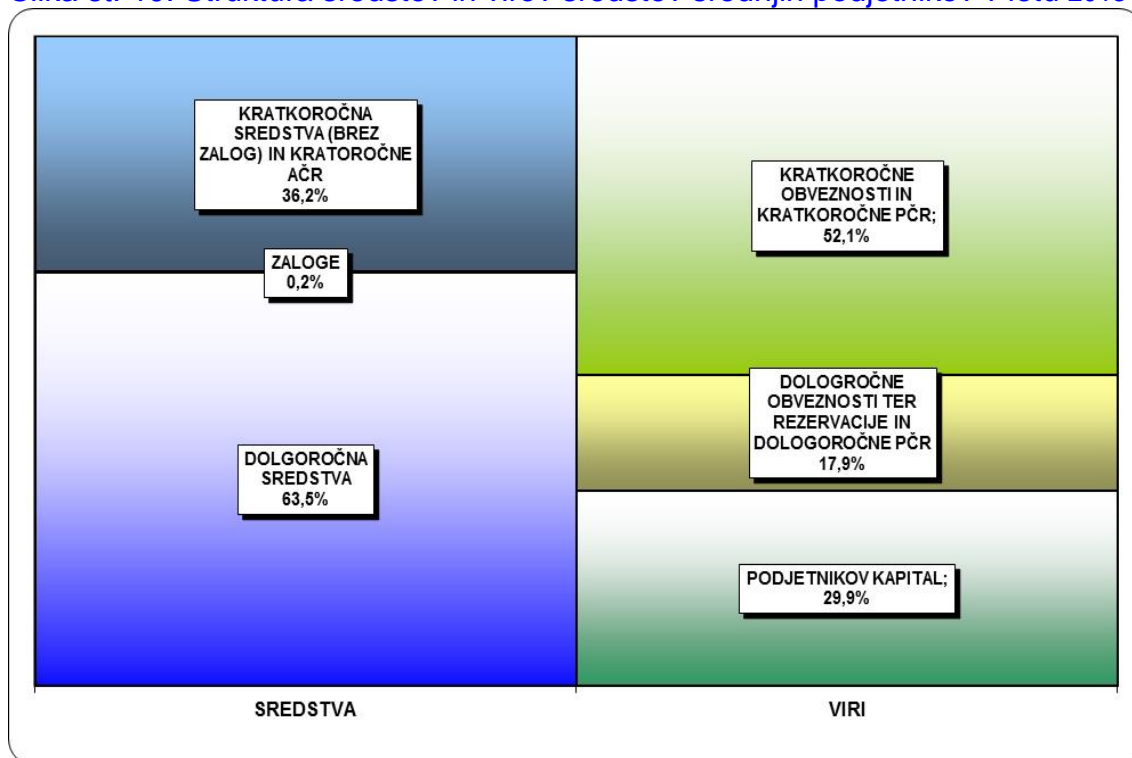 KRATKOROČNA
SREDSTVA (BREZ
ZALOG) IN KRATOROČNE
AČR
36,2%
ZALOGE
0,2%
DOLGOROČNA
SREDSTVA
63,5%
KRATKOROČNE
OBVEZNOSTI IN
KRATKOROČNE PČR;
52,1%
DOLOGROČNE
OBVEZNOSTI TER
REZERVACIJE IN
DOLOGOROČNE PČR
17,9%
PODJETNIKOV KAPITAL;
29,9%
SREDSTVA
VIRI